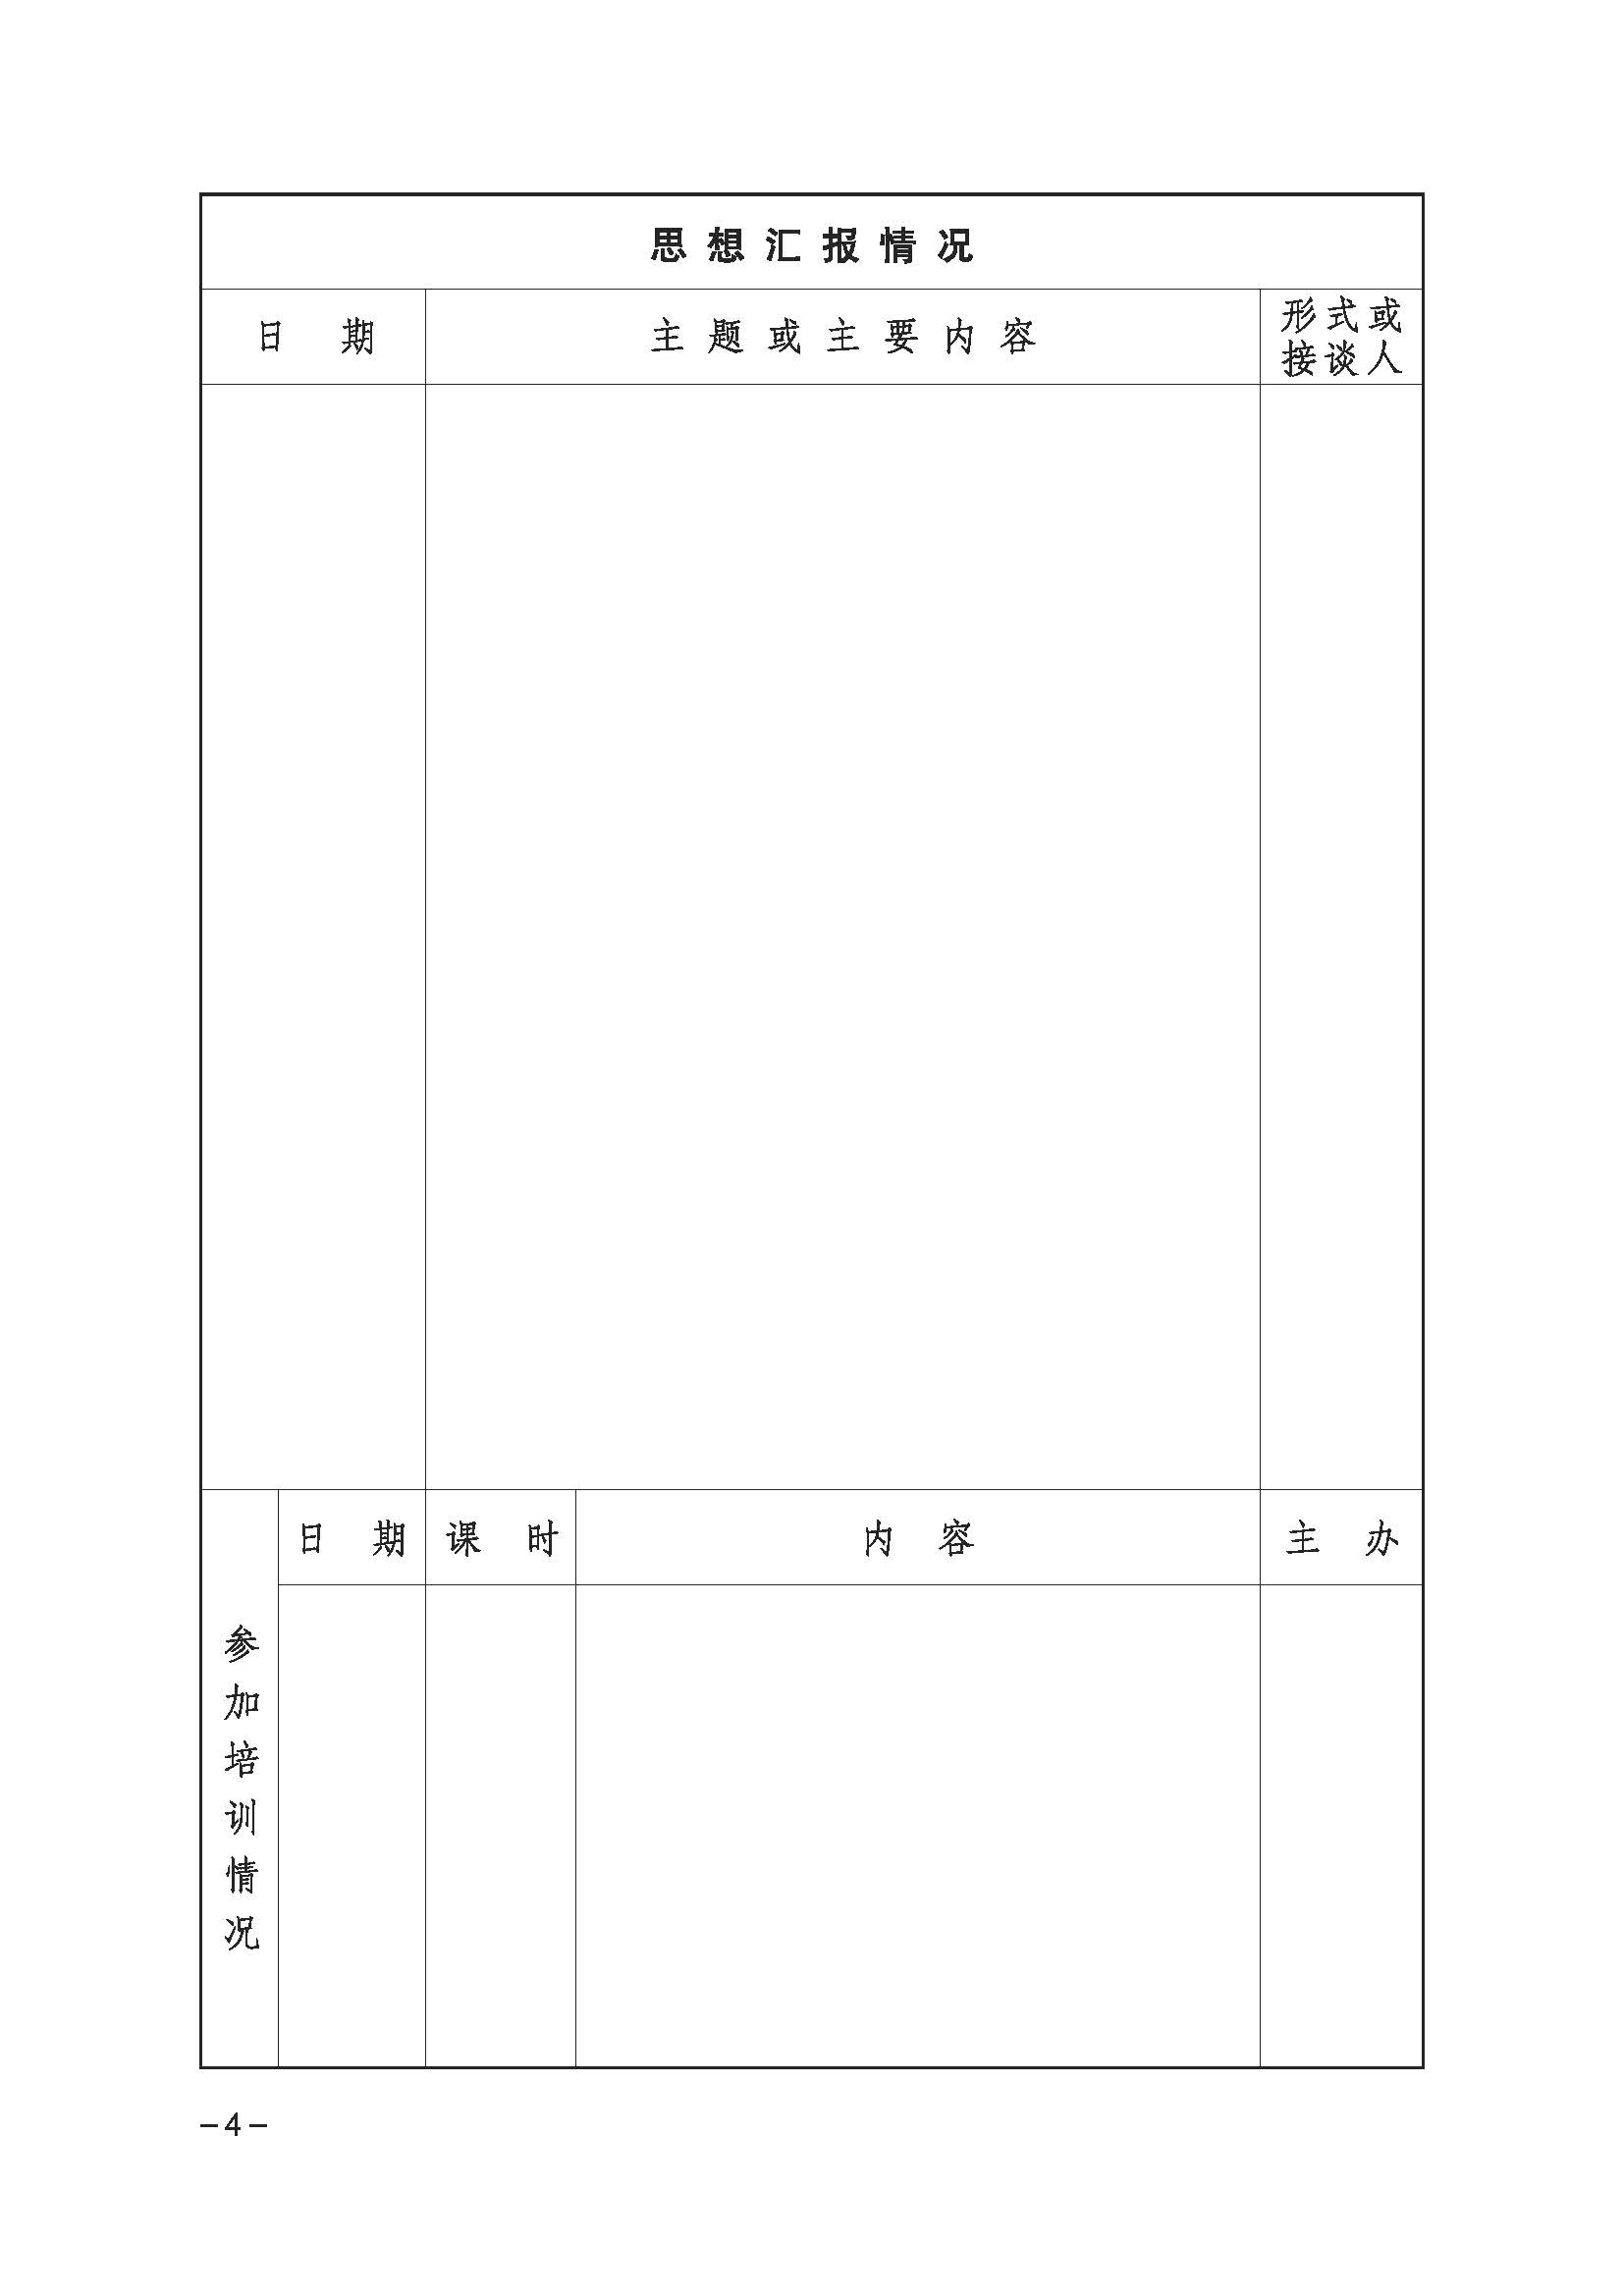 思想汇报情况
日期 主题或主要内容 形式或
接谈人
参加培训情况
日期 课时 内容 主办
－4－